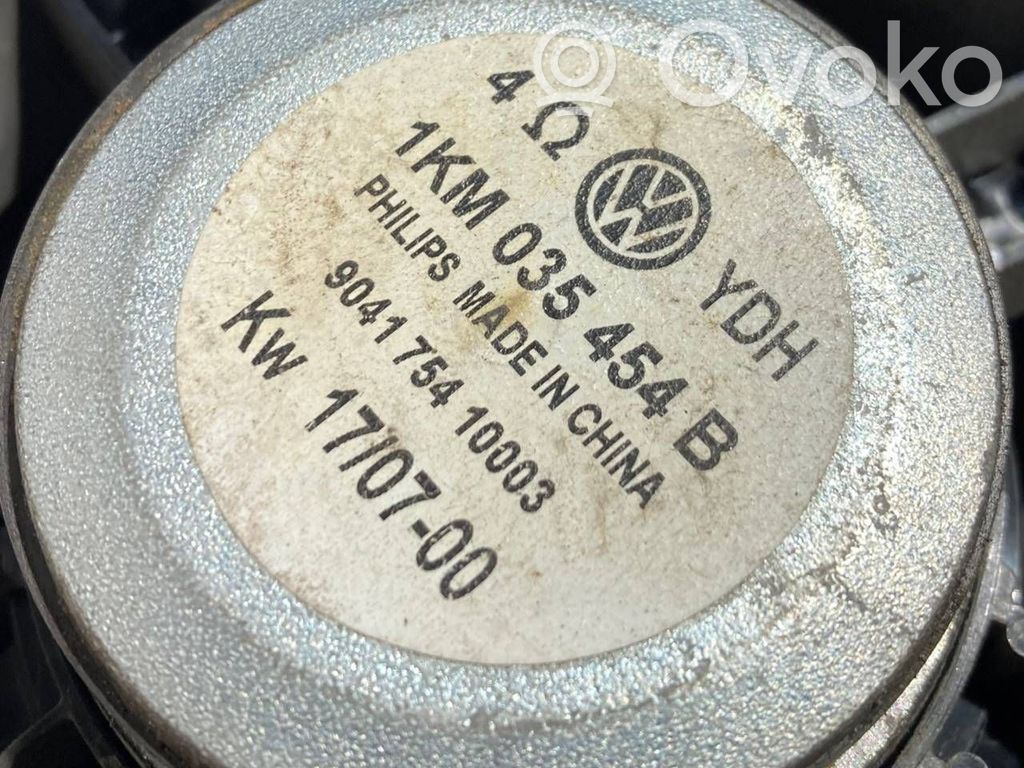 Ovoko
4 Ω
YDH
1KM 035 454 B
PHILIPS MADE IN CHINA
9041 754 10003
Kw 17/07-00